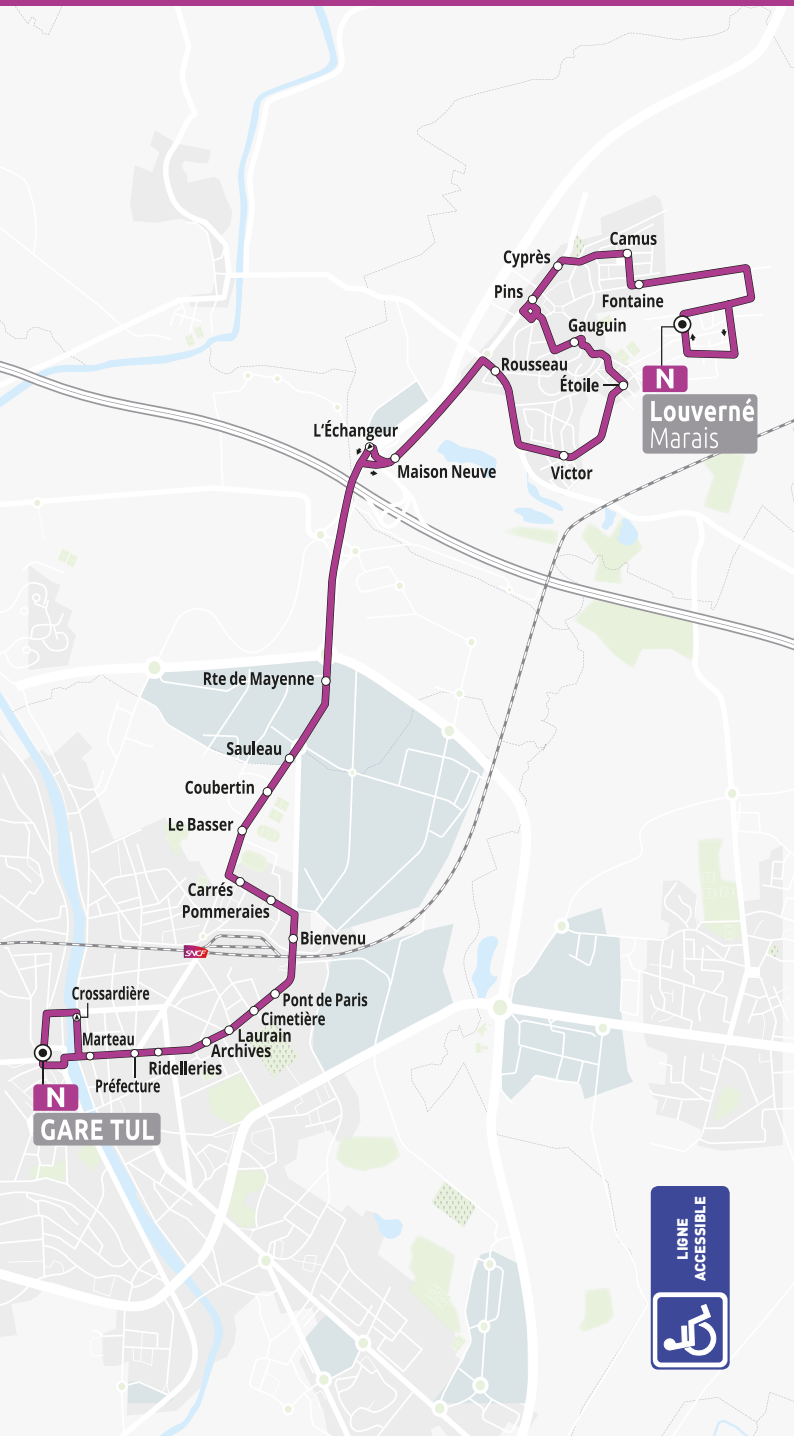 Camus
Cyprès
Pins
Fontaine
Gauguin
Rousseau
Étoile
N
Louverné
Marais
L'Échangeur
Maison Neuve
Victor
Rte de Mayenne
Sauleau
Coubertin
Le Basser
Carrés
Pommeraies
Bienvenu
SNCF
Crossardière
Pont de Paris
Cimetière
Marteau
Laurain
Archives
Ridelleries
Préfecture
N
GARE TUL
LIGNE
ACCESSIBLE